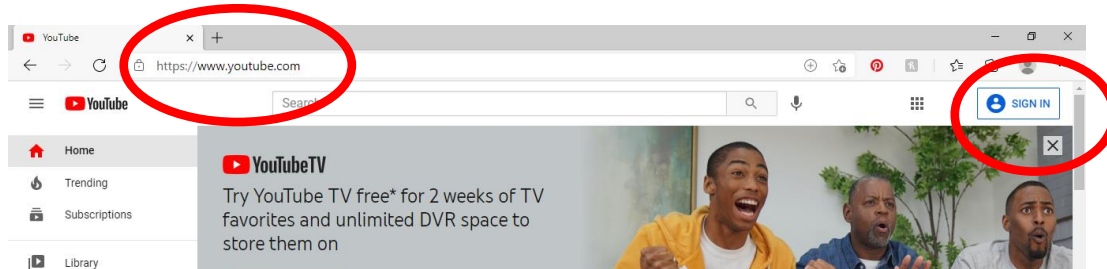 YouTube
https://www.youtube.com
YouTube
Search
SIGN IN
Home
Trending
Subscriptions
Library
YouTubeTV
Try YouTube TV free* for 2 weeks of TV
favorites and unlimited DVR space to
store them on